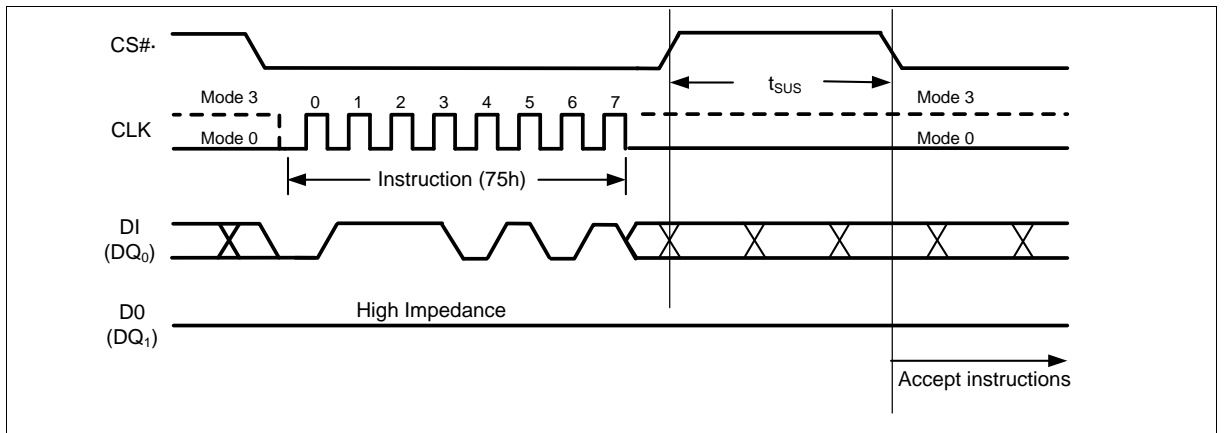 CS#.
tSUS
Mode 3
Mode 3
0 1 2 3 4 5 6 7
CLK
Mode 0
Mode 0
Instruction (75h)
DI
(DQ0)
High Impedance
D0
(DQ1)
Accept instructions